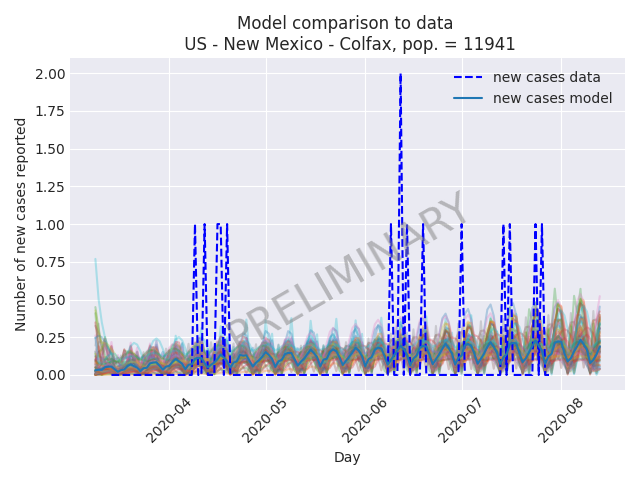 Model comparison to data
US - New Mexico - Colfax, pop. = 11941
new cases data
new cases model
Number of new cases reported
2.00
1.75
1.50
1.25
1.00
0.75
0.50
0.25
0.00
PRELIMINARY
2020-04
2020-05
2020-06
2020-07
2020-08
Day